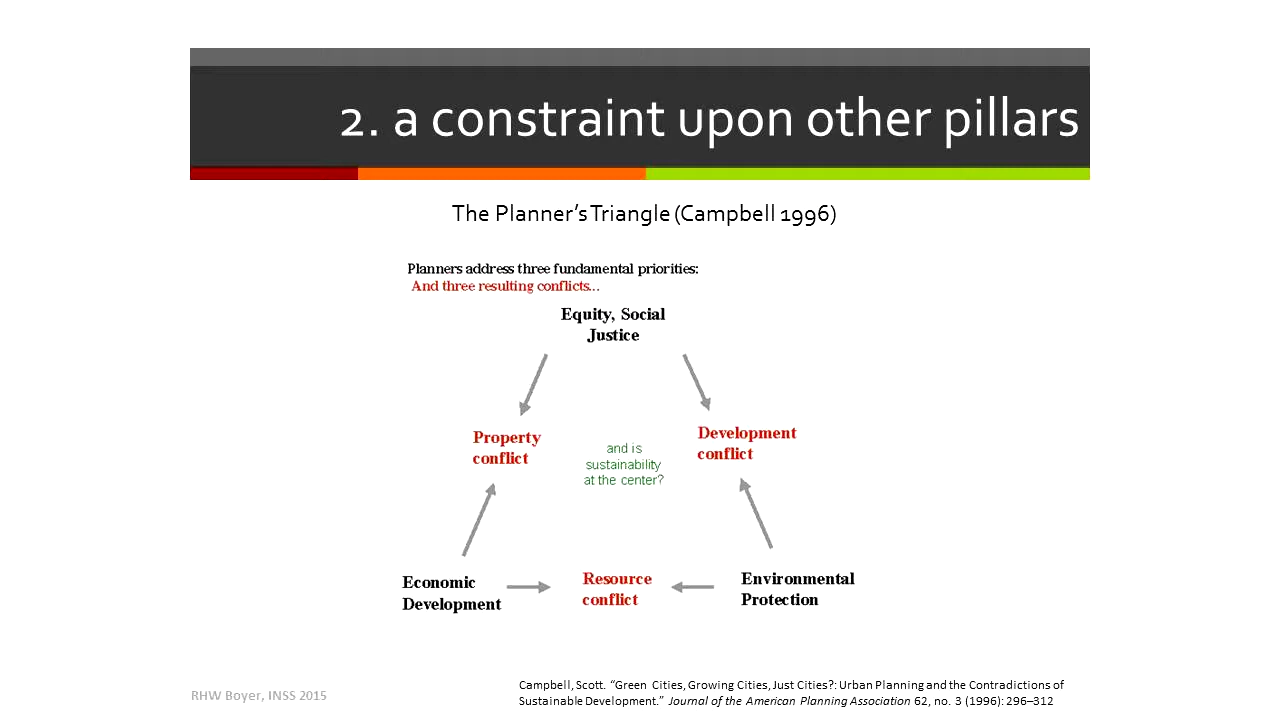 2. a constraint upon other pillars
The Planner's Triangle (Campbell 1996)
Planners address three fundamental priorities:
And three resulting conflicts...
Equity, Social
Justice
Property
conflict
and is
sustainability
at the center?
Development
conflict
Economic
Development
Resource
conflict
Environmental
Protection
RHW Boyer, INSS 2015
Campbell, Scott. “Green Cities, Growing Cities, Just Cities?: Urban Planning and the Contradictions of
Sustainable Development.” Journal of the American Planning Association 62, no. 3 (1996): 296–312